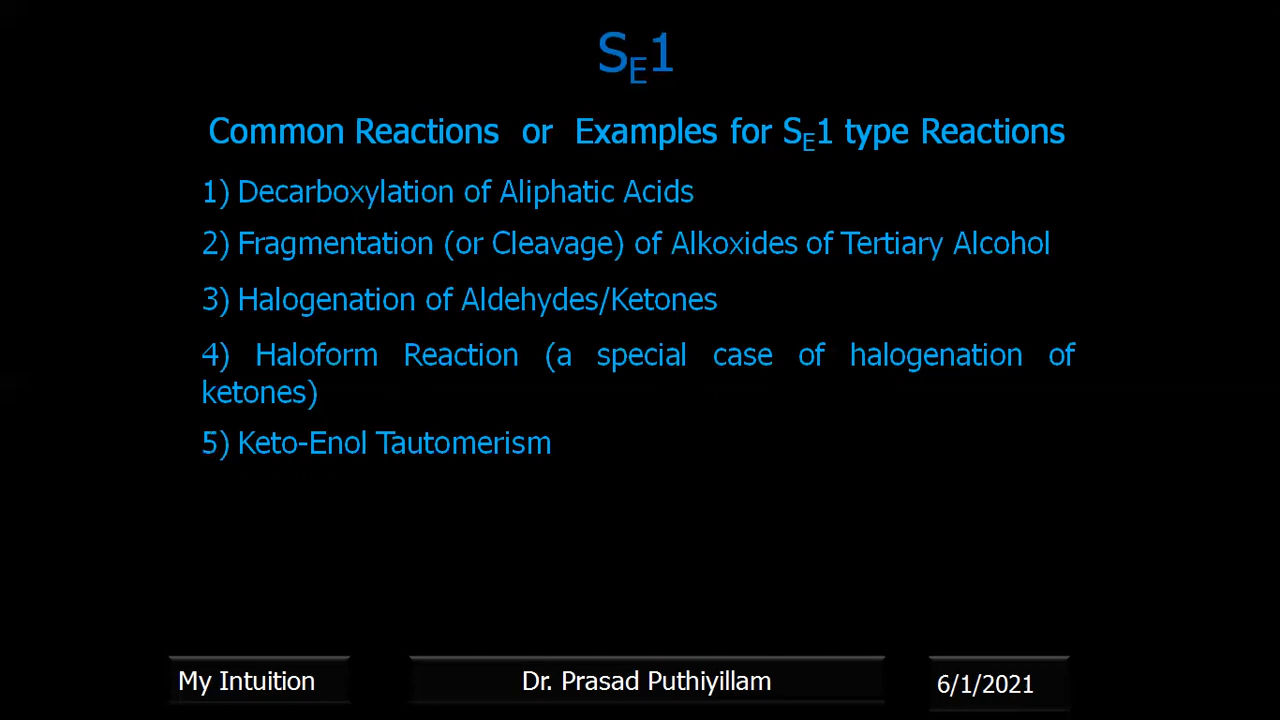 SE1
Common Reactions or Examples for SE1 type Reactions
1) Decarboxylation of Aliphatic Acids
2) Fragmentation (or Cleavage) of Alkoxides of Tertiary Alcohol
3) Halogenation of Aldehydes/Ketones
4) Haloform Reaction (a special case of halogenation of
ketones)
5) Keto-Enol Tautomerism
My Intuition
Dr. Prasad Puthiyillam
6/1/2021